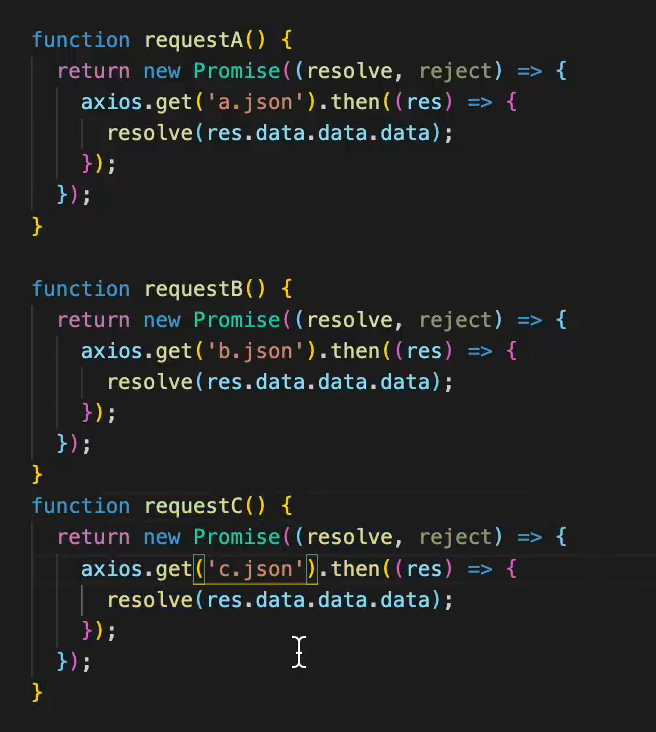 function requestA() {
  return new Promise((resolve, reject) => {
    axios.get('a.json').then((res) => {
      resolve(res.data.data.data);
    });
  });
}

function requestB() {
  return new Promise((resolve, reject) => {
    axios.get('b.json').then((res) => {
      resolve(res.data.data.data);
    });
  });
}
function requestC() {
  return new Promise((resolve, reject) => {
    axios.get('c.json').then((res) => {
      resolve(res.data.data.data);
    });
  });
}